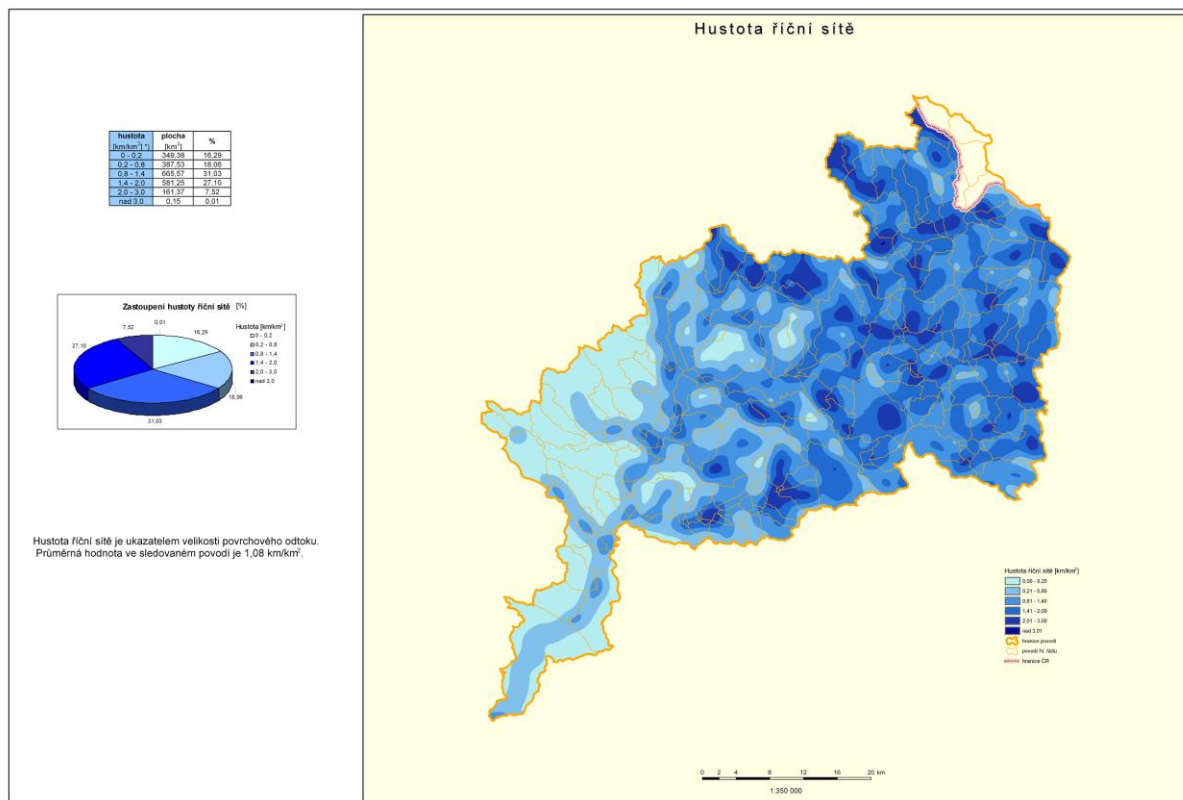 Hustota říční sítě
hustota plocha %
[km/km²] *) [km²]
0 - 0,2 349,38 16,29
0,2 - 0,8 387,53 18,06
0,8 - 1,4 665,57 31,03
1,4 - 2,0 581,25 27,10
2,0 - 3,0 161,37 7,52
nad 3,0 0,15 0,01
Zastoupení hustoty říční sítě [%]
0,01
7,52
16,29
27,10
18,06
31,03
Hustota [km/km²]
0 - 0,2
0,2 - 0,8
0,8 - 1,4
1,4 - 2,0
2,0 - 3,0
nad 3,0
Hustota říční sítě je ukazatelem velikosti povrchového odtoku.
Průměrná hodnota ve sledovaném povodí je 1,08 km/km².
Hustota říční sítě [km/km²]
0,00 - 0,20
0,21 - 0,80
0,81 - 1,40
1,41 - 2,00
2,01 - 3,00
nad 3,01
hranice povodí
povodí IV. řádu
hranice ČR
0 2 4 8 12 16 20 km
1:350 000